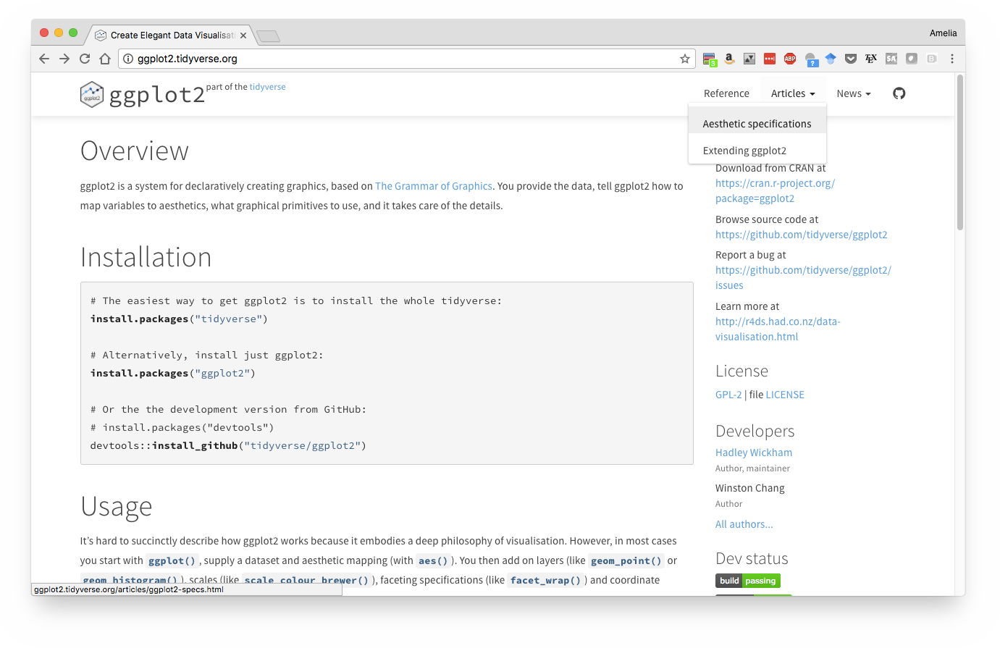 Create Elegant Data Visualisati
Amelia
ggplot2.tidyverse.org
3
a
ABP
?
TEX
SA
B
ggplot2 part of the tidyverse
Reference Articles News
Aesthetic specifications
Extending ggplot2
Overview
ggplot2 is a system for declaratively creating graphics, based on The Grammar of Graphics. You provide the data, tell ggplot2 how to
map variables to aesthetics, what graphical primitives to use, and it takes care of the details.
Installation
# The easiest way to get ggplot2 is to install the whole tidyverse:
install.packages("tidyverse")
# Alternatively, install just ggplot2:
install.packages("ggplot2")
# Or the the development version from GitHub:
# install.packages("devtools")
devtools::install_github("tidyverse/ggplot2")
Usage
It's hard to succinctly describe how ggplot2 works because it embodies a deep philosophy of visualisation. However, in most cases
you start with ggplot(), supply a dataset and aesthetic mapping (with aes()). You then add on layers (like geom_point() or
geom_histogram()), scales (like scale_colour_brewer()), faceting specifications (like facet_wrap()) and coordinate
ggplot2.tidyverse.org/articles/ggplot2-specs.html
Download from CRAN at
https://cran.r-project.org/
package=ggplot2
Browse source code at
https://github.com/tidyverse/ggplot2
Report a bug at
https://github.com/tidyverse/ggplot2/
issues
Learn more at
http://r4ds.had.co.nz/data-
visualisation.html
License
GPL-2 | file LICENSE
Developers
Hadley Wickham
Author, maintainer
Winston Chang
Author
All authors...
Dev status
build passing